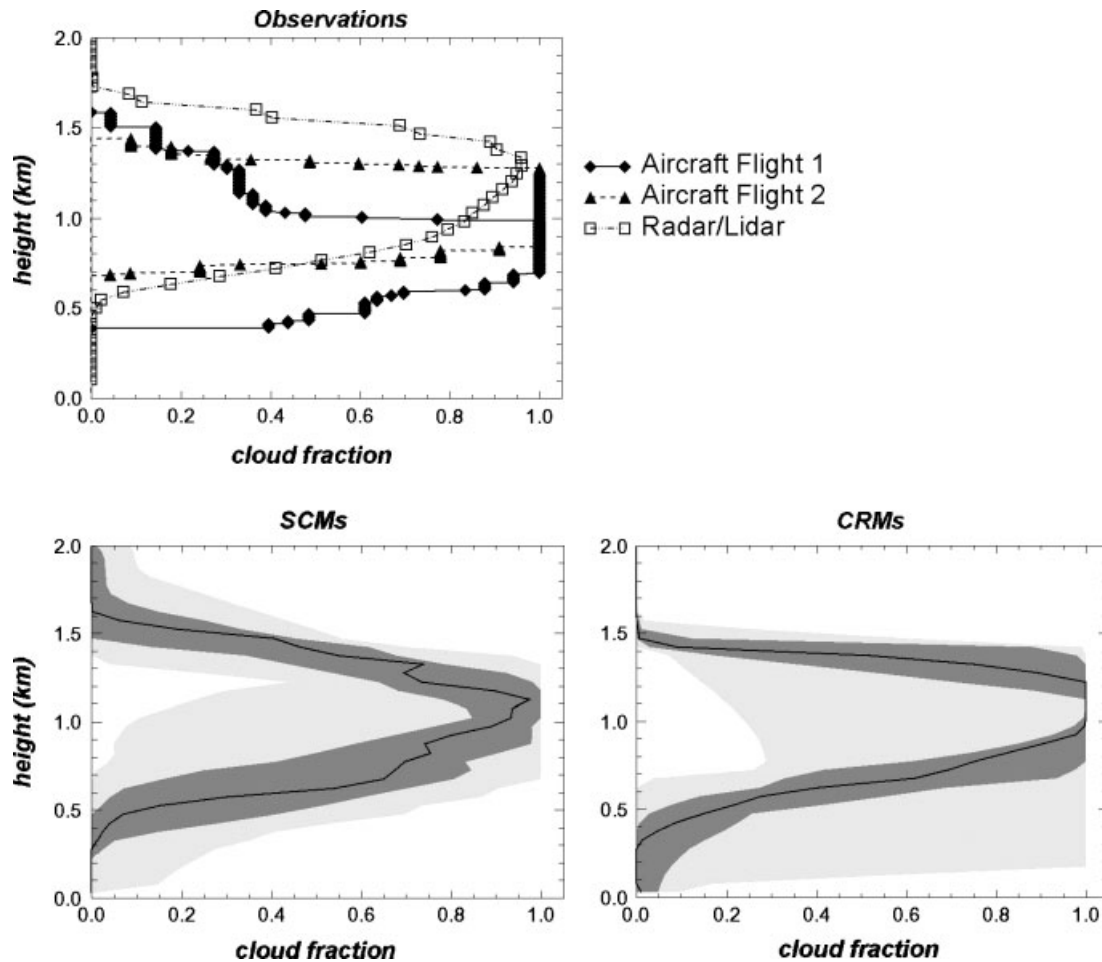 Observations
2.0
1.5
1.0
0.5
0.0
height (km)
0.0 0.2 0.4 0.6 0.8 1.0
cloud fraction
Aircraft Flight 1
Aircraft Flight 2
Radar/Lidar
SCMs
2.0
1.5
1.0
0.5
0.0
height (km)
0.0 0.2 0.4 0.6 0.8 1.0
cloud fraction
CRMs
2.0
1.5
1.0
0.5
0.0
height (km)
0.0 0.2 0.4 0.6 0.8 1.0
cloud fraction